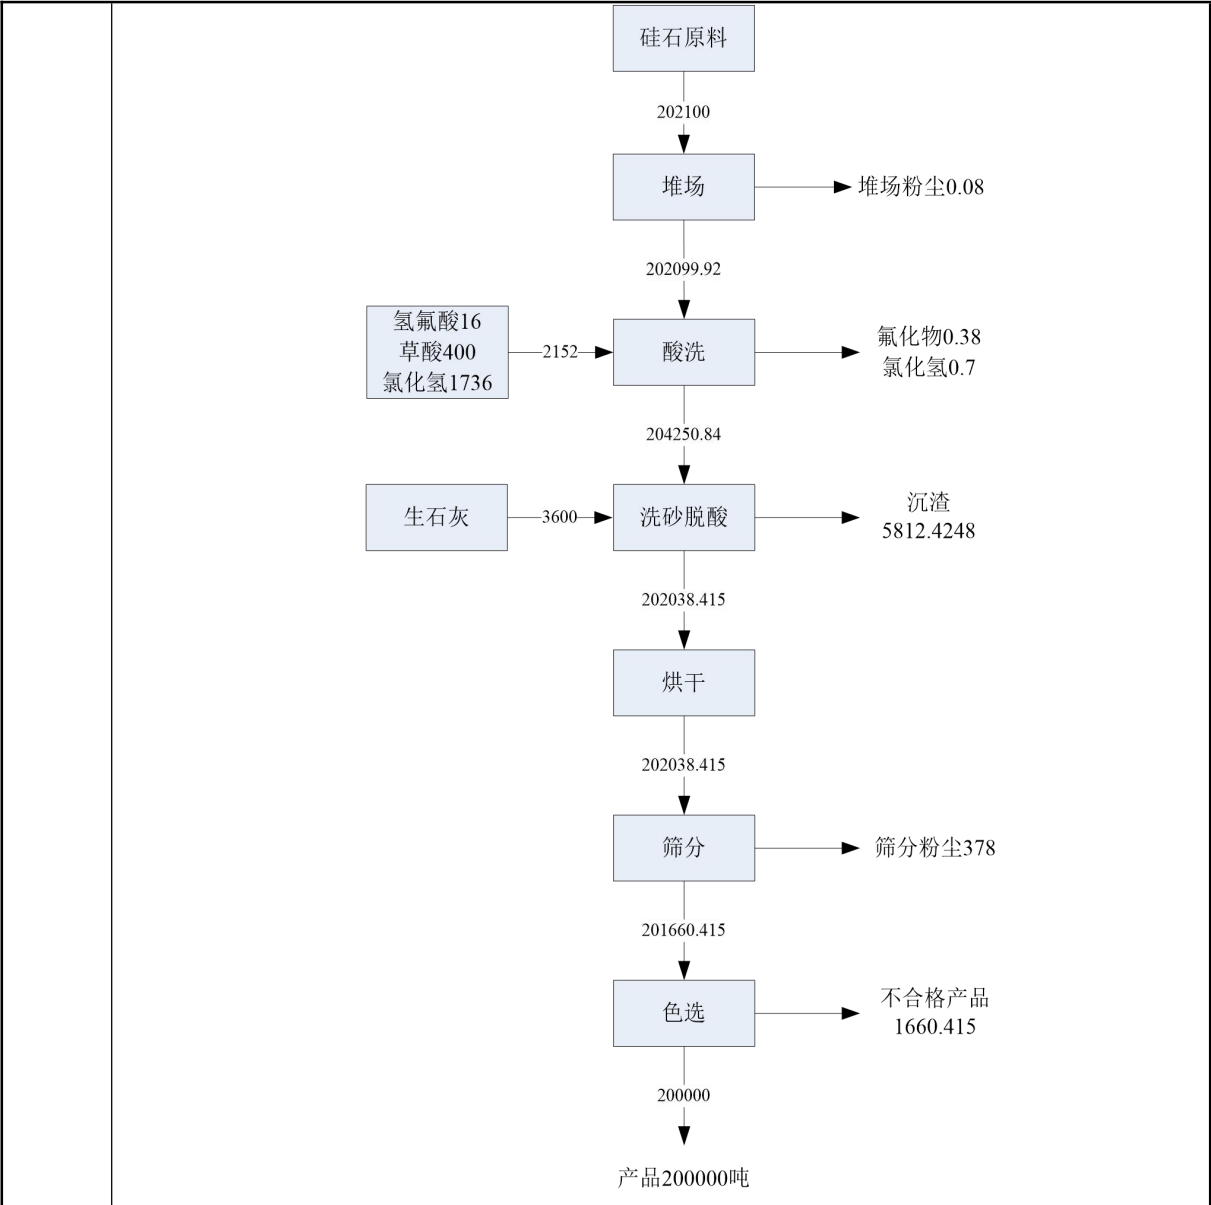 硅石原料
202100
堆场
堆场粉尘0.08
202099.92
氢氟酸16
草酸400
氯化氢1736
2152
酸洗
氟化物0.38
氯化氢0.7
204250.84
生石灰
3600
洗砂脱酸
沉渣
5812.4248
202038.415
烘干
202038.415
筛分
筛分粉尘378
201660.415
色选
不合格产品
1660.415
200000
产品200000吨